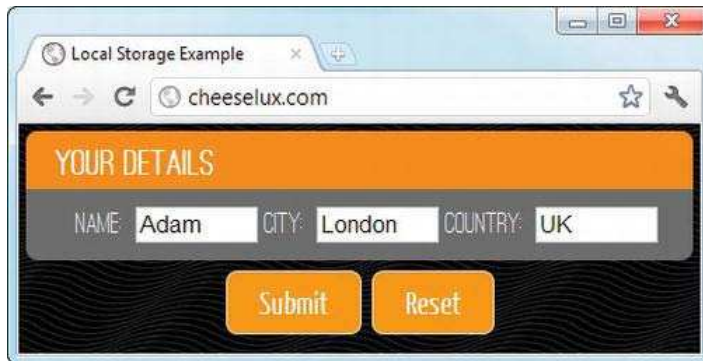 Local Storage Example
cheeselux.com
YOUR DETAILS
NAME: Adam CITY: London COUNTRY: UK
Submit Reset